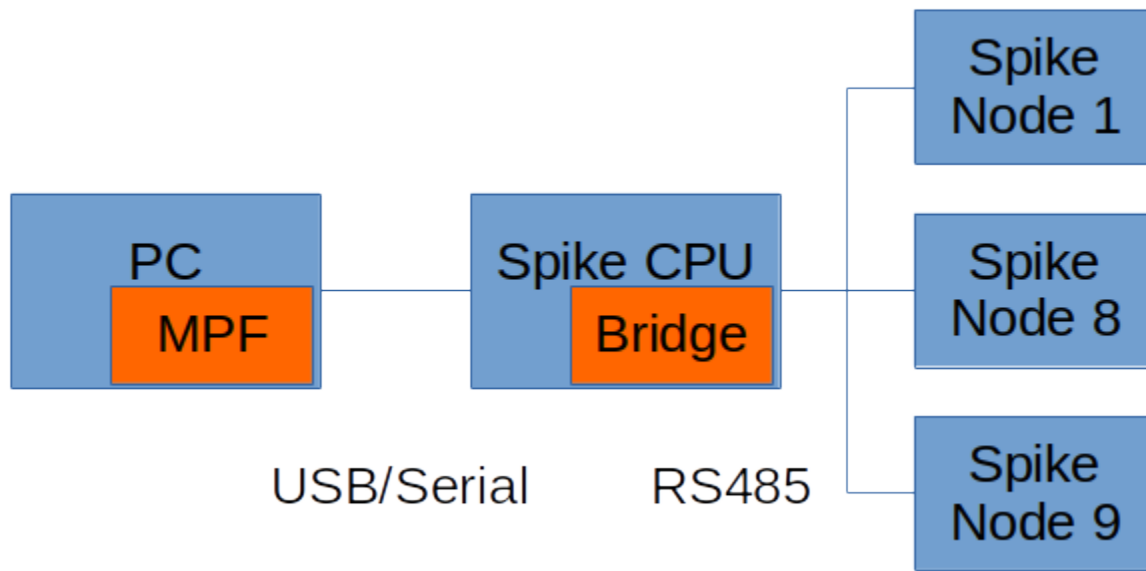 PC
MPF
Spike CPU
Bridge
Spike
Node 1
Spike
Node 8
Spike
Node 9
USB/Serial
RS485